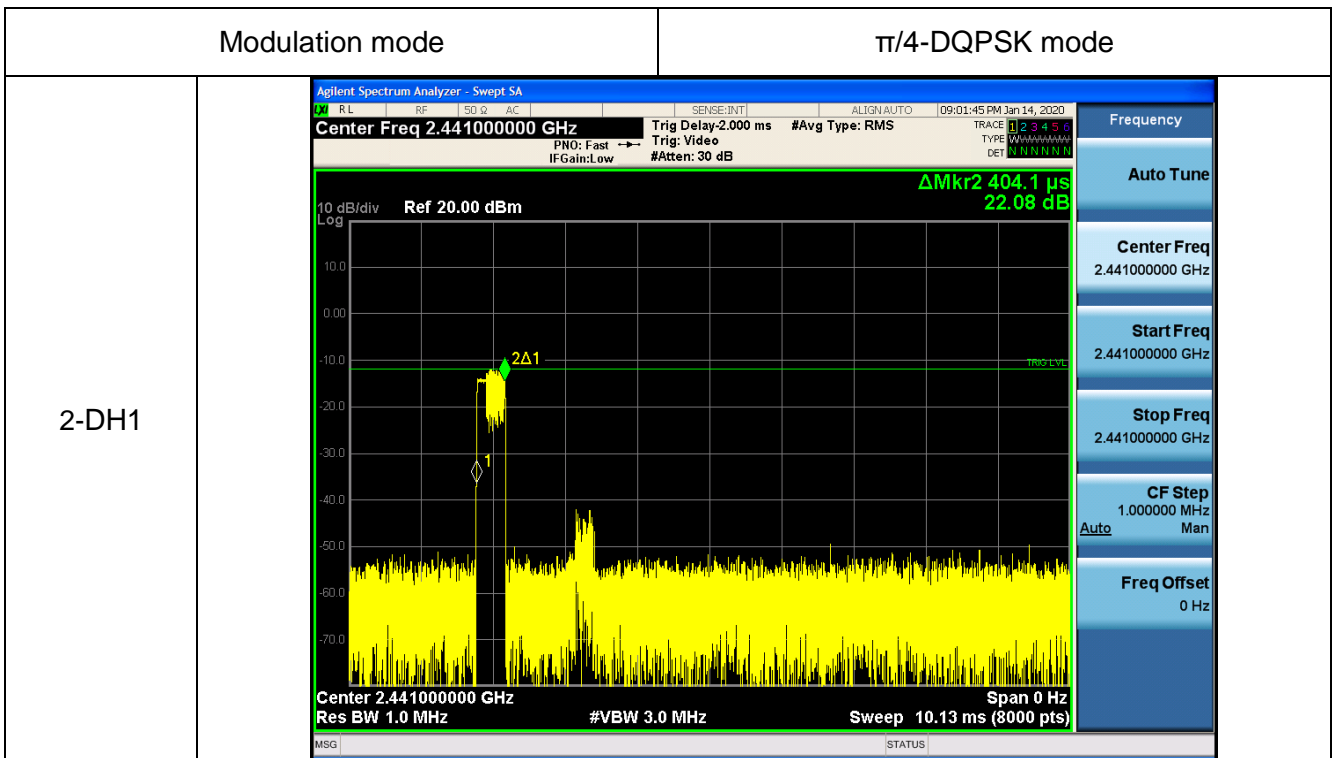 Modulation mode
π/4-DQPSK mode
2-DH1
Agilent Spectrum Analyzer - Swept SA
LXI RL RF 50 Ω AC SENSE:INT ALIGN AUTO 09:01:45 PM Jan 14, 2020
Center Freq 2.441000000 GHz
PNO: Fast
IFGain:Low
Trig Delay-2.000 ms
Trig: Video
#Atten: 30 dB
#Avg Type: RMS
TRACE 1 2 3 4 5 6
TYPE WWWWWW
DET N N N N N N
ΔMkr2 404.1 µs
22.08 dB
10 dB/div
Log
Ref 20.00 dBm
10.0
0.00
-10.0
-20.0
-30.0
-40.0
-50.0
-60.0
-70.0
2Δ1
TRIG LVL
1
Center 2.441000000 GHz
Span 0 Hz
Res BW 1.0 MHz
#VBW 3.0 MHz
Sweep 10.13 ms (8000 pts)
MSG
STATUS
Frequency
Auto Tune
Center Freq
2.441000000 GHz
Start Freq
2.441000000 GHz
Stop Freq
2.441000000 GHz
CF Step
1.000000 MHz
Auto Man
Freq Offset
0 Hz